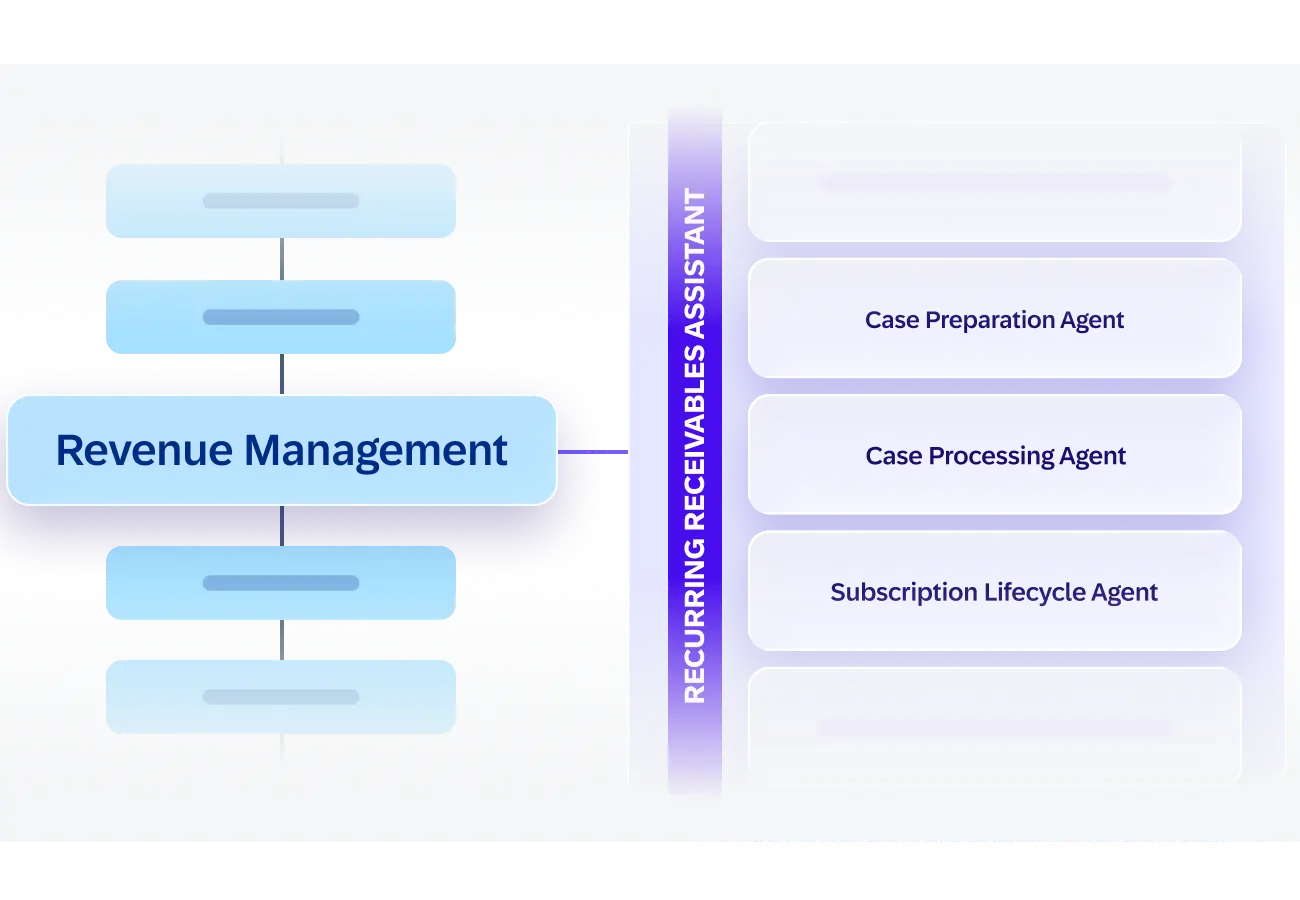 Revenue Management
RECURRING RECEIVABLES ASSISTANT
Case Preparation Agent
Case Processing Agent
Subscription Lifecycle Agent